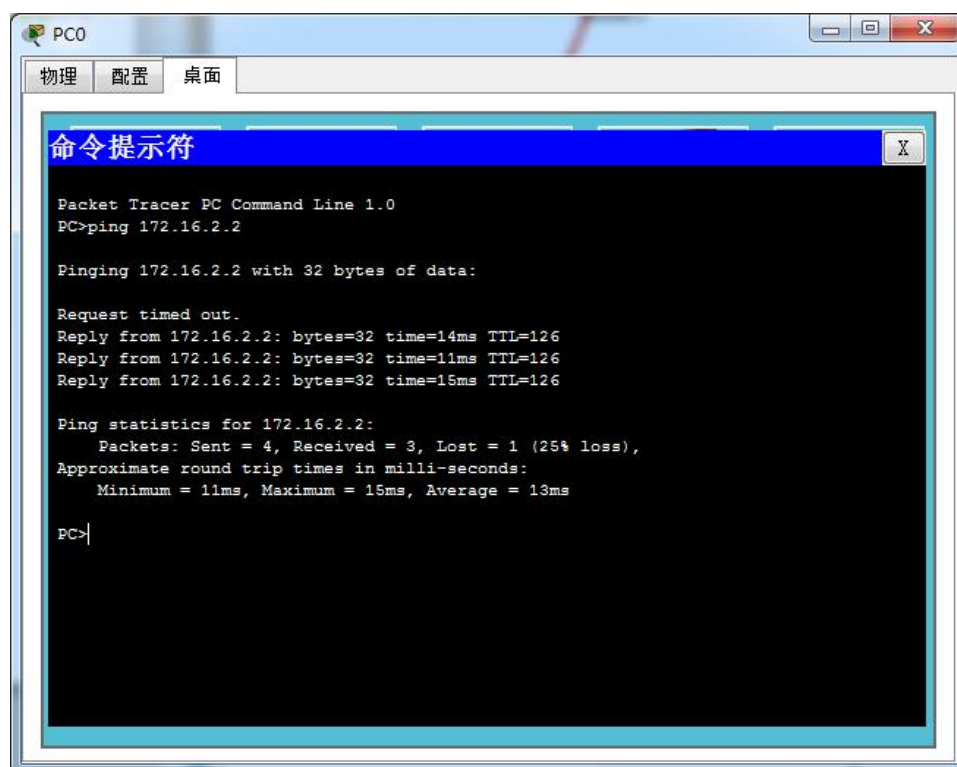 PC0
物理 配置 桌面
命令提示符
X
Packet Tracer PC Command Line 1.0
PC>ping 172.16.2.2
Pinging 172.16.2.2 with 32 bytes of data:
Request timed out.
Reply from 172.16.2.2: bytes=32 time=14ms TTL=126
Reply from 172.16.2.2: bytes=32 time=11ms TTL=126
Reply from 172.16.2.2: bytes=32 time=15ms TTL=126
Ping statistics for 172.16.2.2:
Packets: Sent = 4, Received = 3, Lost = 1 (25% loss),
Approximate round trip times in milli-seconds:
Minimum = 11ms, Maximum = 15ms, Average = 13ms
PC>